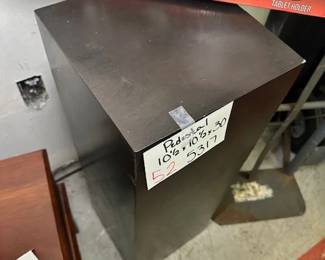 TABLET HOLDER
Pedestal
10½ x 10½ x 30
52 5317